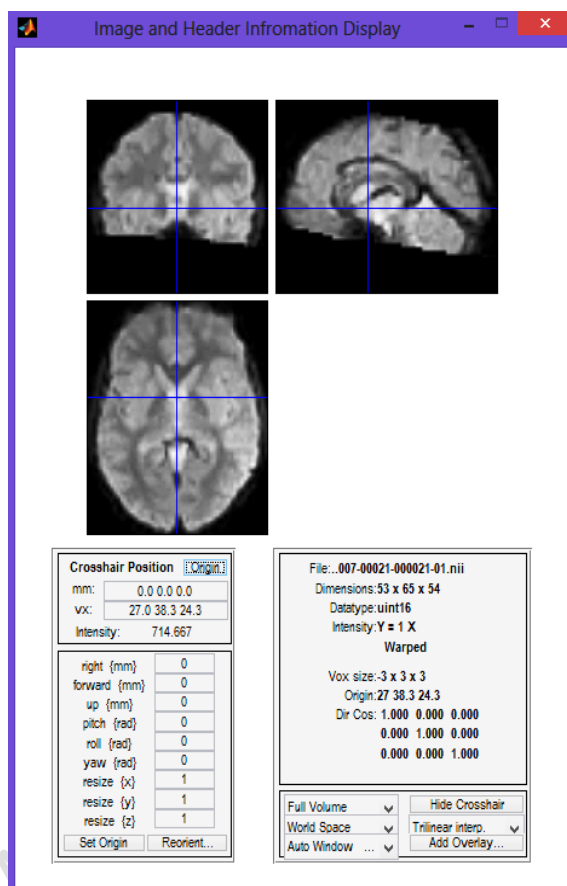 Image and Header Infromation Display
Crosshair Position Origin
mm: 0.0 0.0 0.0
vx: 27.0 38.3 24.3
Intensity: 714.667
right {mm} 0
forward {mm} 0
up {mm} 0
pitch {rad} 0
roll {rad} 0
yaw {rad} 0
resize {x} 1
resize {y} 1
resize {z} 1
Set Origin Reorient...
File:..007-00021-000021-01.nii
Dimensions:53 x 65 x 54
Datatype:uint16
Intensity:Y = 1 X
Warped
Vox size:-3 x 3 x 3
Origin:27 38.3 24.3
Dir Cos: 1.000 0.000 0.000
0.000 1.000 0.000
0.000 0.000 1.000
Full Volume Hide Crosshair
World Space Trilinear interp.
Auto Window ... Add Overlay...